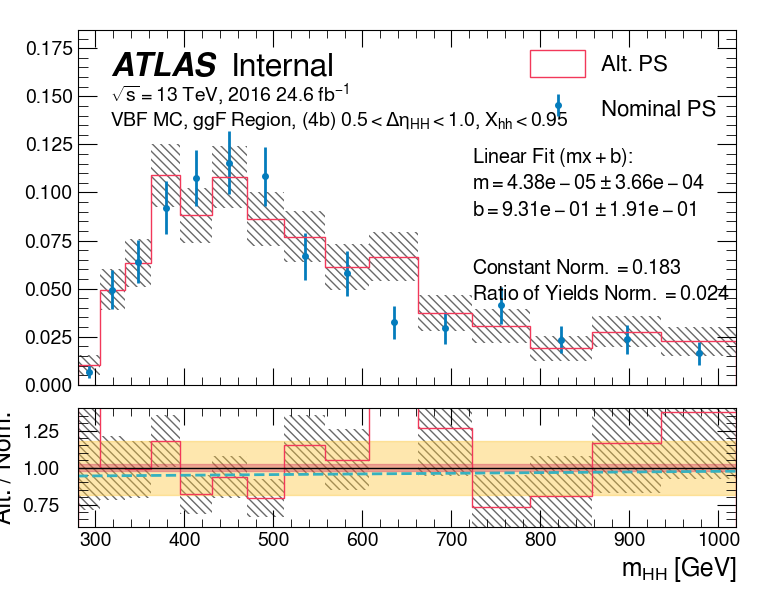 ATLAS Internal
√s = 13 TeV, 2016 24.6 fb⁻¹
VBF MC, ggF Region, (4b) 0.5 < Δη_HH < 1.0, X_hh < 0.95
Alt. PS
Nominal PS
Linear Fit (mx + b):
m = 4.38e − 05 ± 3.66e − 04
b = 9.31e − 01 ± 1.91e − 01
Constant Norm. = 0.183
Ratio of Yields Norm. = 0.024
0.175
0.150
0.125
0.100
0.075
0.050
0.025
0.000
Alt. / Nom.
1.25
1.00
0.75
300 400 500 600 700 800 900 1000
m_HH [GeV]